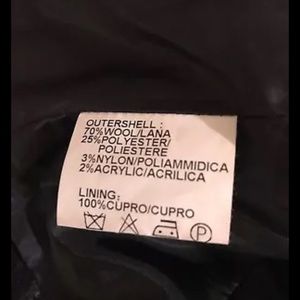 OUTERSHELL :
70%WOOL/LANA
25%POLYESTER/
POLIESTERE
3%NYLON/POLIAMMIDICA
2%ACRYLIC/ACRILICA
LINING:
100%CUPRO/CUPRO
P